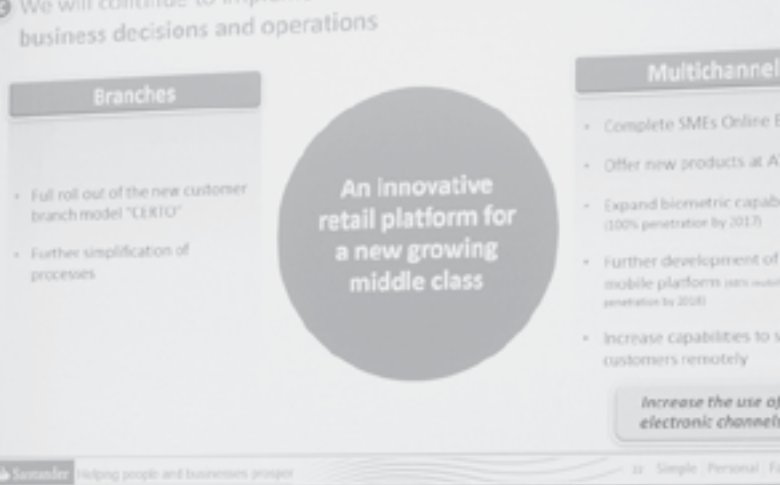 We will continue to
business decisions and operations
Branches
• Full roll out of the new customer
branch model "CERTO"
• Further simplification of
processes
An innovative
retail platform for
a new growing
middle class
Multichannel
• Complete SMEs Online
• Offer new products at
• Expand biometric
(100% penetration by 2017)
• Further development of
mobile platform
penetration by 2018)
• Increase capabilities to
customers remotely
Increase the use of
electronic channels
Santander Helping people and businesses prosper
22 Simple | Personal |